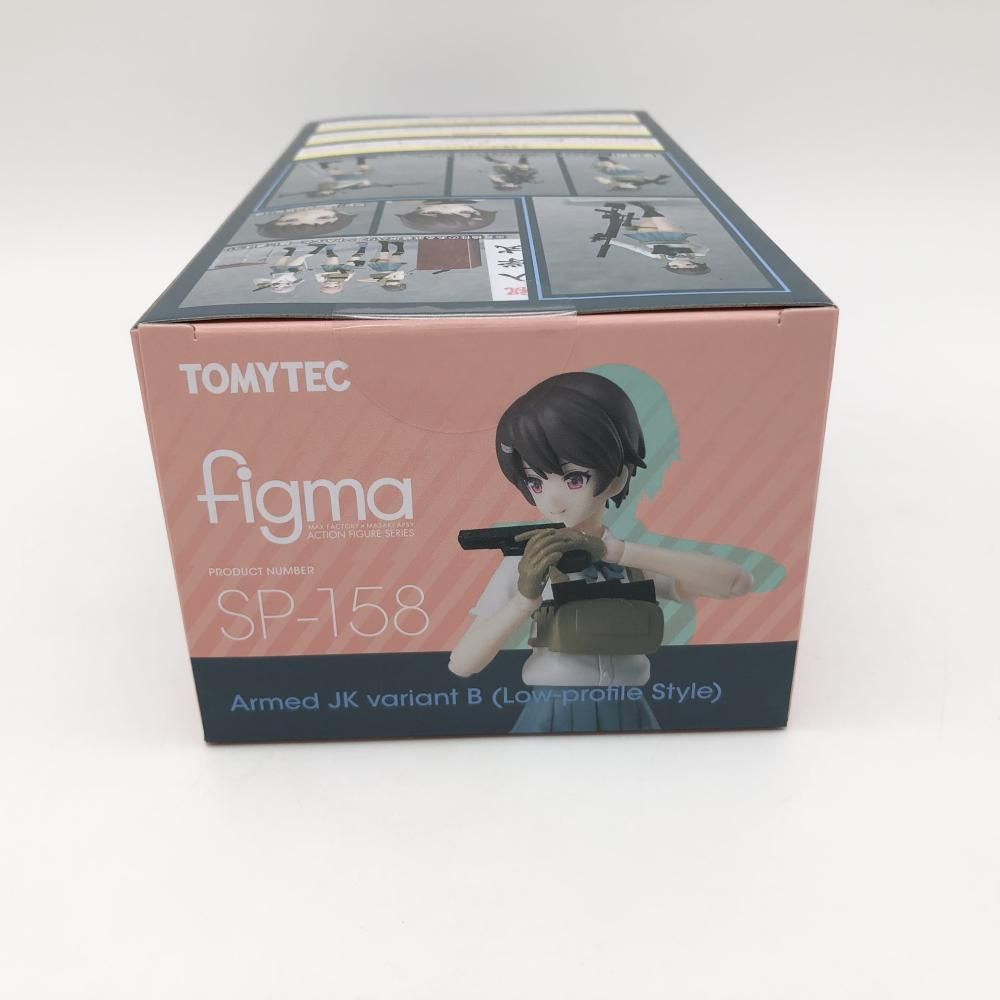 TOMYTEC
figma
MAX FACTORY × MASAKI APSY
ACTION FIGURE SERIES
PRODUCT NUMBER
SP-158
Armed JK variant B (Low-profile Style)